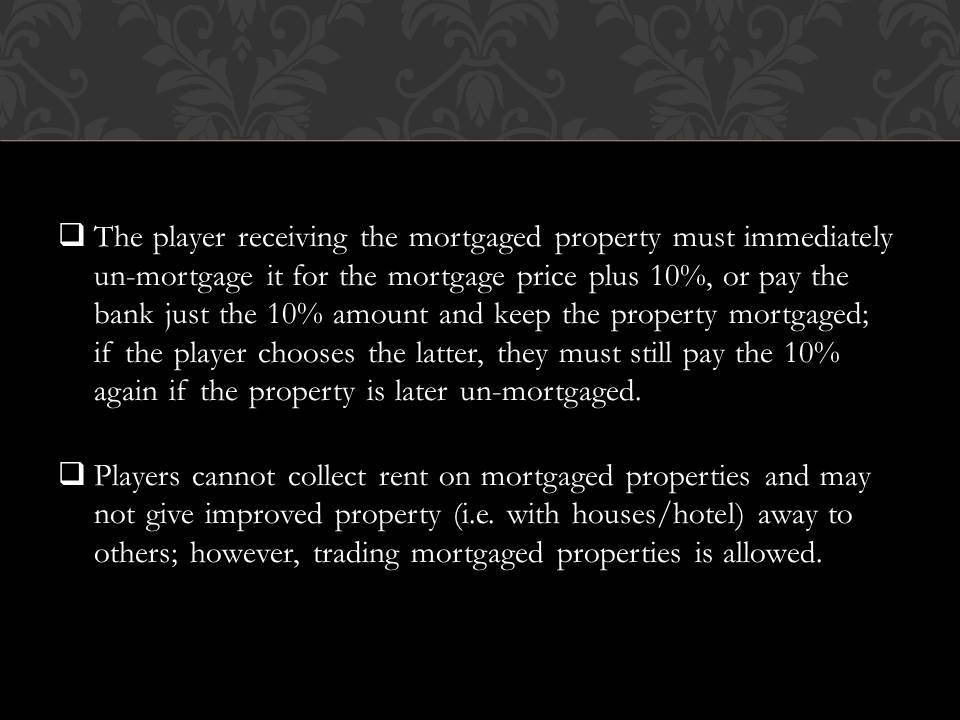 The player receiving the mortgaged property must immediately
un-mortgage it for the mortgage price plus 10%, or pay the
bank just the 10% amount and keep the property mortgaged;
if the player chooses the latter, they must still pay the 10%
again if the property is later un-mortgaged.
Players cannot collect rent on mortgaged properties and may
not give improved property (i.e. with houses/hotel) away to
others; however, trading mortgaged properties is allowed.